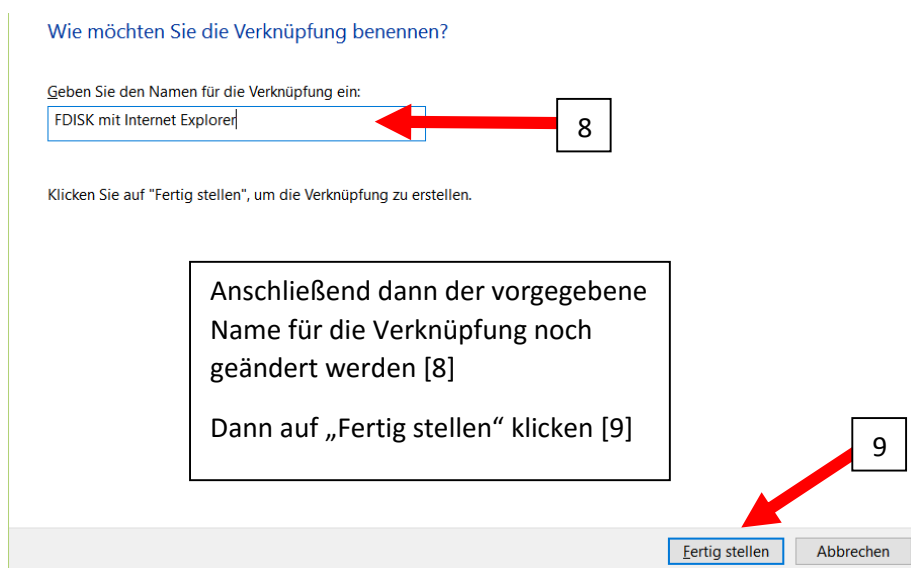 Wie möchten Sie die Verknüpfung benennen?
Geben Sie den Namen für die Verknüpfung ein:
FDISK mit Internet Explorer
8
Klicken Sie auf "Fertig stellen", um die Verknüpfung zu erstellen.
Anschließend dann der vorgegebene
Name für die Verknüpfung noch
geändert werden [8]
Dann auf „Fertig stellen“ klicken [9]
9
Fertig stellen
Abbrechen